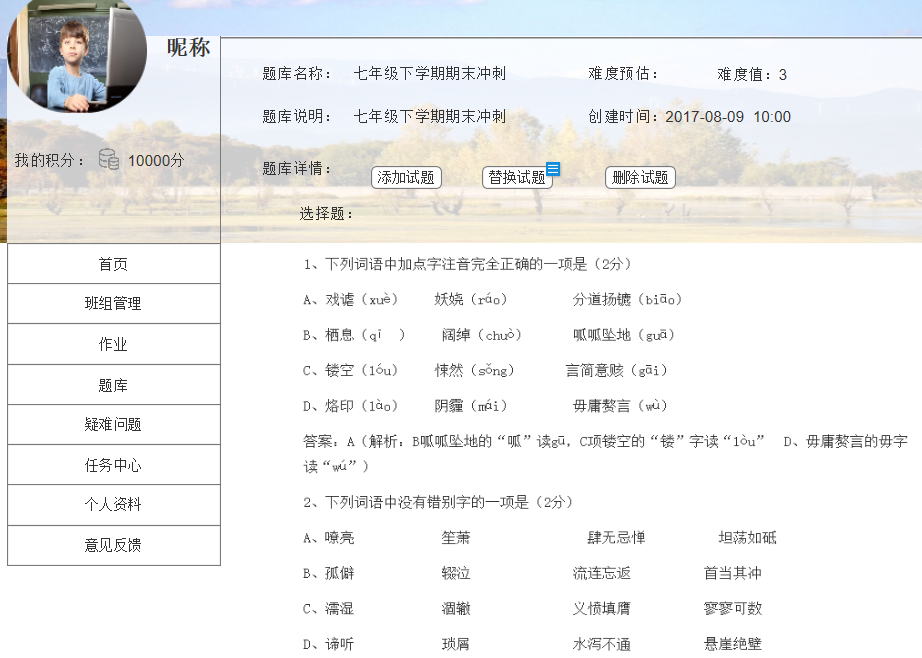 昵称
我的积分： 10000分
首页
班组管理
作业
题库
疑难问题
任务中心
个人资料
意见反馈
题库名称： 七年级下学期期末冲刺 难度预估： 难度值：3
题库说明： 七年级下学期期末冲刺 创建时间：2017-08-09 10:00
题库详情： 添加试题 替换试题 删除试题
选择题：
1、下列词语中加点字注音完全正确的一项是（2分）
A、戏谑（xuè） 妖娆（ráo） 分道扬镳（biāo）
B、栖息（qī ） 阔绰（chuò） 呱呱坠地（guā）
C、镂空（lóu） 悚然（sǒng） 言简意赅（gāi）
D、烙印（lào） 阴霾（mái） 毋庸赘言（wù）
答案：A（解析：B呱呱坠地的“呱”读gū，C项镂空的“镂”字读“lòu” D、毋庸赘言的毋字
读“wú”）
2、下列词语中没有错别字的一项是（2分）
A、嘹亮 笙萧 肆无忌惮 坦荡如砥
B、孤僻 辍泣 流连忘返 首当其冲
C、濡湿 涸辙 义愤填膺 寥寥可数
D、谛听 琐屑 水泻不通 悬崖绝壁